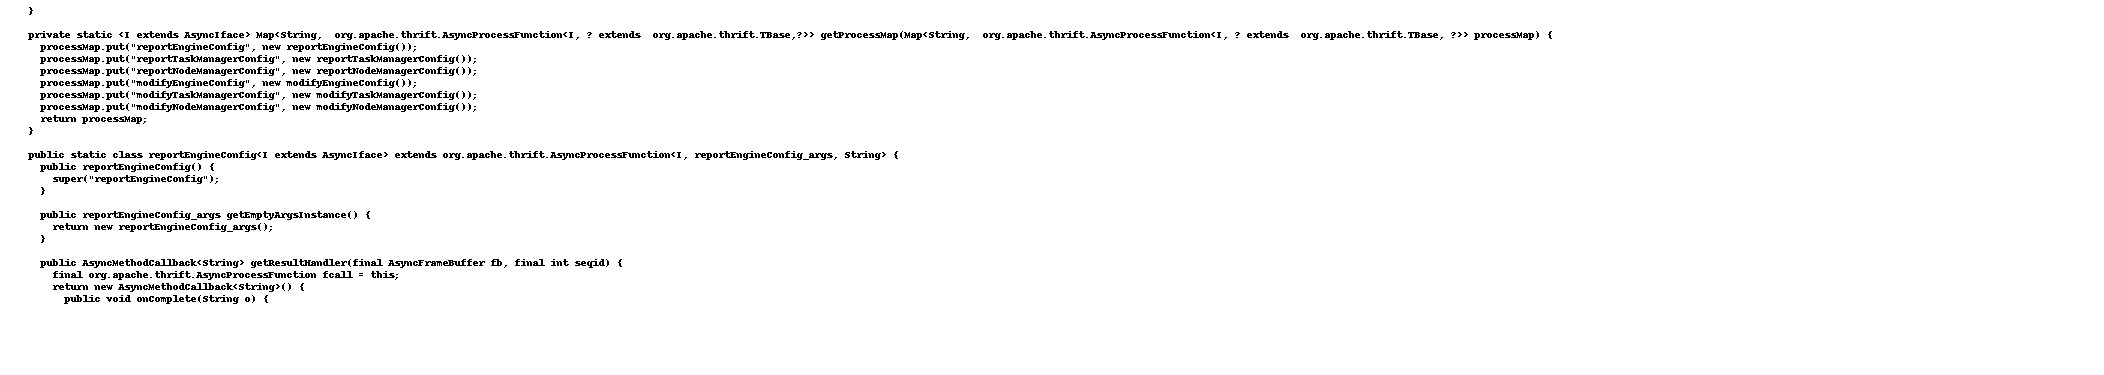 }
private static <I extends AsyncIface> Map<String,  org.apache.thrift.AsyncProcessFunction<I, ? extends  org.apache.thrift.TBase,?>> getProcessMap(Map<String,  org.apache.thrift.AsyncProcessFunction<I, ? extends  org.apache.thrift.TBase, ?>> processMap) {
  processMap.put("reportEngineConfig", new reportEngineConfig());
  processMap.put("reportTaskManagerConfig", new reportTaskManagerConfig());
  processMap.put("reportNodeManagerConfig", new reportNodeManagerConfig());
  processMap.put("modifyEngineConfig", new modifyEngineConfig());
  processMap.put("modifyTaskManagerConfig", new modifyTaskManagerConfig());
  processMap.put("modifyNodeManagerConfig", new modifyNodeManagerConfig());
  return processMap;
}
public static class reportEngineConfig<I extends AsyncIface> extends org.apache.thrift.AsyncProcessFunction<I, reportEngineConfig_args, String> {
  public reportEngineConfig() {
    super("reportEngineConfig");
  }
  public reportEngineConfig_args getEmptyArgsInstance() {
    return new reportEngineConfig_args();
  }
  public AsyncMethodCallback<String> getResultHandler(final AsyncFrameBuffer fb, final int seqid) {
    final org.apache.thrift.AsyncProcessFunction fcall = this;
    return new AsyncMethodCallback<String>() {
      public void onComplete(String o) {